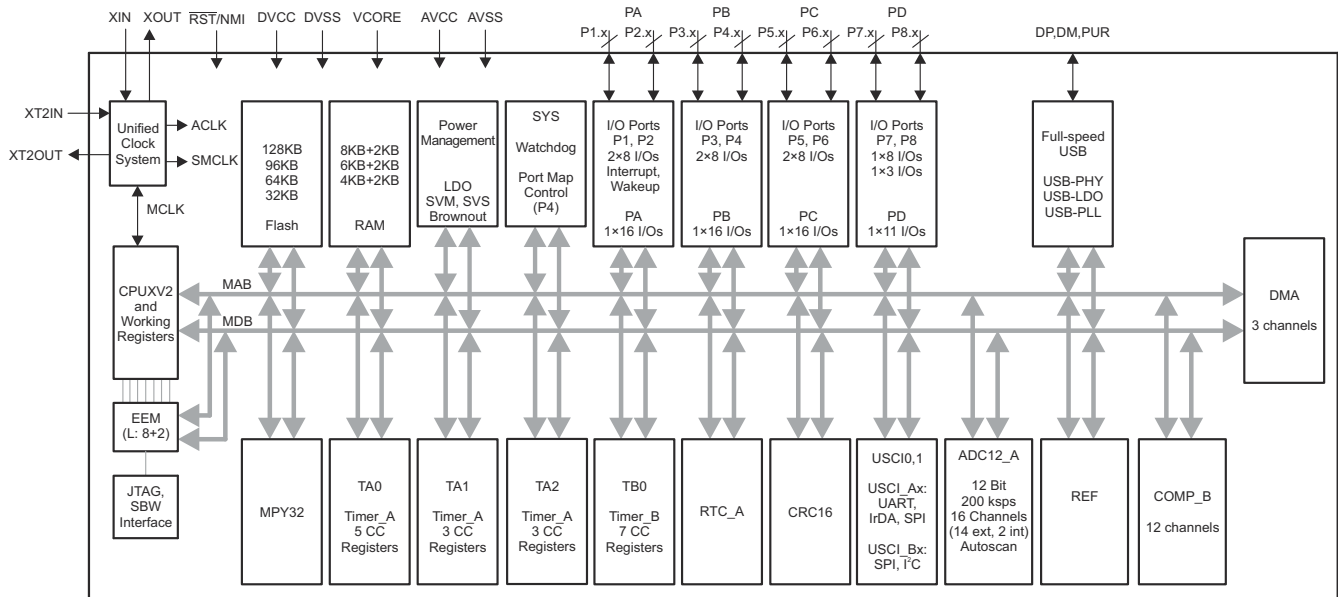 XIN XOUT RST/NMI DVCC DVSS VCORE AVCC AVSS
PA PB PC PD
P1.x P2.x P3.x P4.x P5.x P6.x P7.x P8.x
DP,DM,PUR
XT2IN
XT2OUT
Unified
Clock
System
ACLK
SMCLK
MCLK
128KB
96KB
64KB
32KB
Flash
8KB+2KB
6KB+2KB
4KB+2KB
RAM
Power
Management
LDO
SVM, SVS
Brownout
SYS
Watchdog
Port Map
Control
(P4)
I/O Ports
P1, P2
2×8 I/Os
Interrupt,
Wakeup
PA
1×16 I/Os
I/O Ports
P3, P4
2×8 I/Os
PB
1×16 I/Os
I/O Ports
P5, P6
2×8 I/Os
PC
1×16 I/Os
I/O Ports
P7, P8
1×8 I/Os
1×3 I/Os
PD
1×11 I/Os
Full-speed
USB
USB-PHY
USB-LDO
USB-PLL
CPUXV2
and
Working
Registers
MAB
MDB
DMA
3 channels
EEM
(L: 8+2)
JTAG,
SBW
Interface
MPY32
TA0
Timer_A
5 CC
Registers
TA1
Timer_A
3 CC
Registers
TA2
Timer_A
3 CC
Registers
TB0
Timer_B
7 CC
Registers
RTC_A
CRC16
USCI0,1
USCI_Ax:
UART,
IrDA, SPI
USCI_Bx:
SPI, I²C
ADC12_A
12 Bit
200 ksps
16 Channels
(14 ext, 2 int)
Autoscan
REF
COMP_B
12 channels